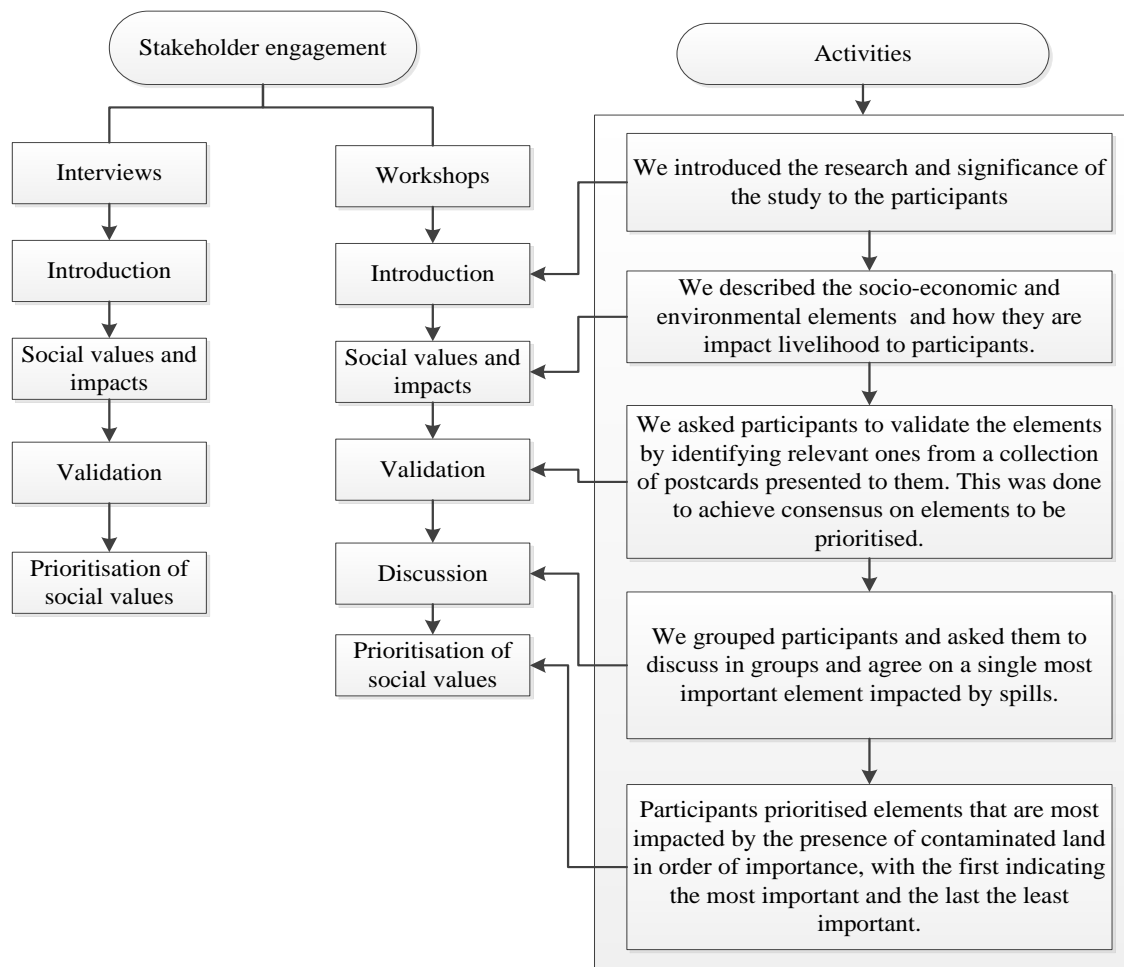 Stakeholder engagement
Interviews
Introduction
Social values and
impacts
Validation
Prioritisation of
social values
Workshops
Introduction
Social values and
impacts
Validation
Discussion
Prioritisation of
social values
Activities
We introduced the research and significance of
the study to the participants
We described the socio-economic and
environmental elements  and how they are
impact livelihood to participants.
We asked participants to validate the elements
by identifying relevant ones from a collection
of postcards presented to them. This was done
to achieve consensus on elements to be
prioritised.
We grouped participants and asked them to
discuss in groups and agree on a single most
important element impacted by spills.
Participants prioritised elements that are most
impacted by the presence of contaminated land
in order of importance, with the first indicating
the most important and the last the least
important.